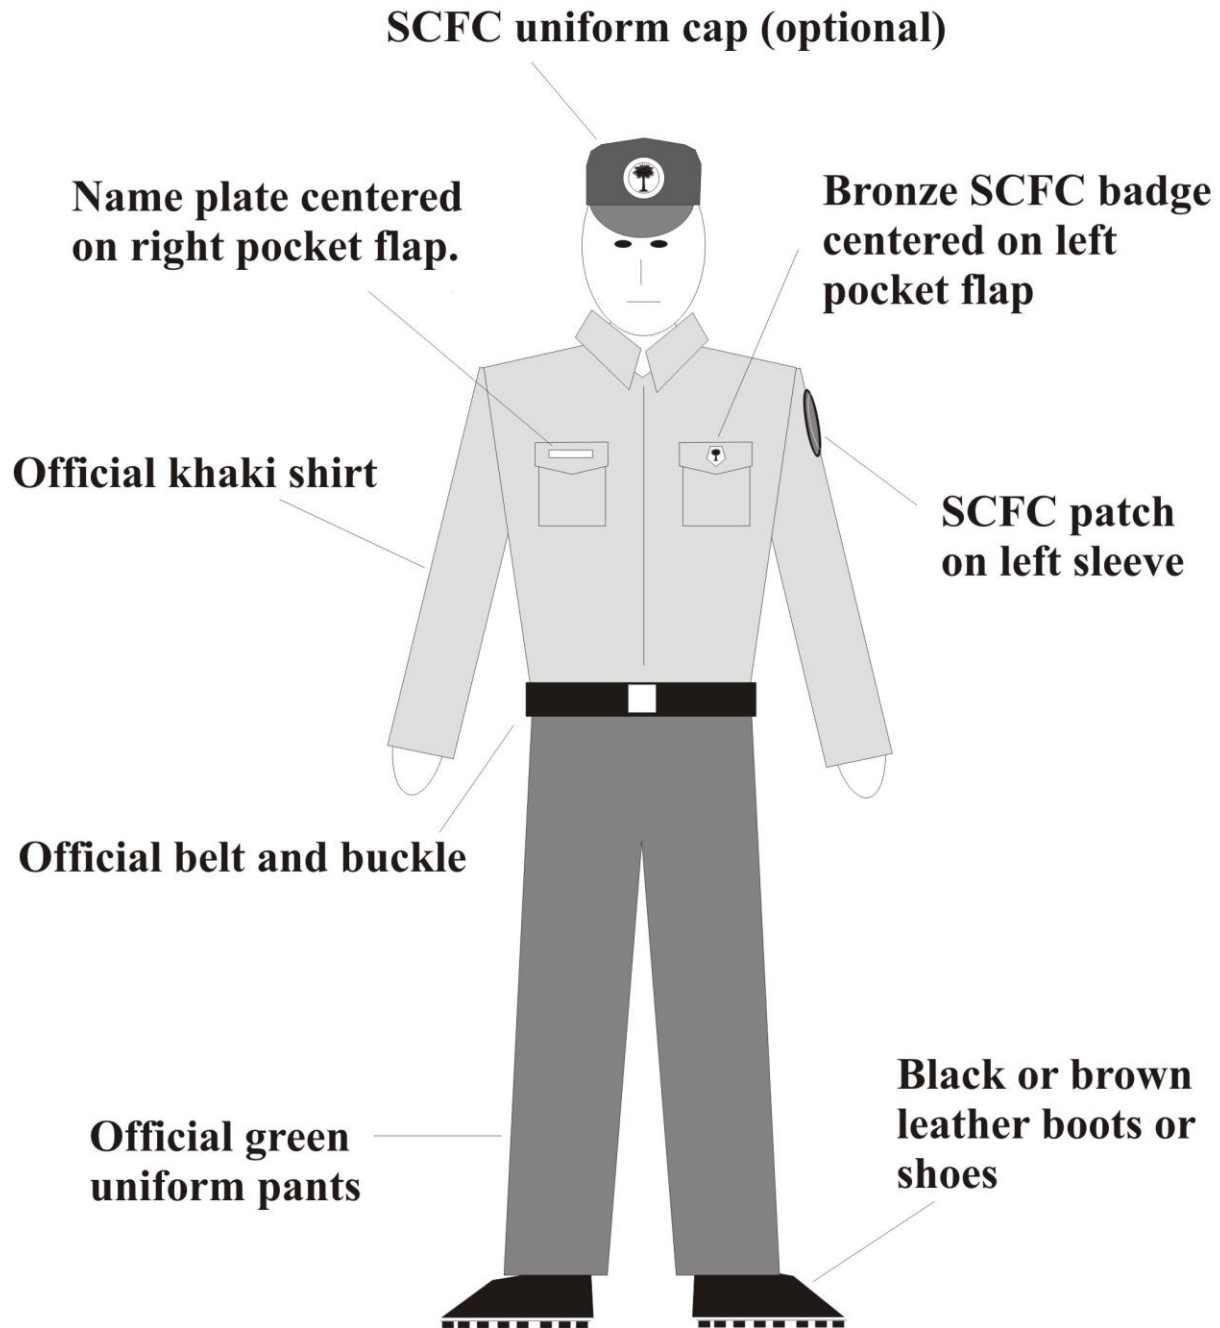 SCFC uniform cap (optional)
Name plate centered
on right pocket flap.
Bronze SCFC badge
centered on left
pocket flap
Official khaki shirt
SCFC patch
on left sleeve
Official belt and buckle
Official green
uniform pants
Black or brown
leather boots or
shoes